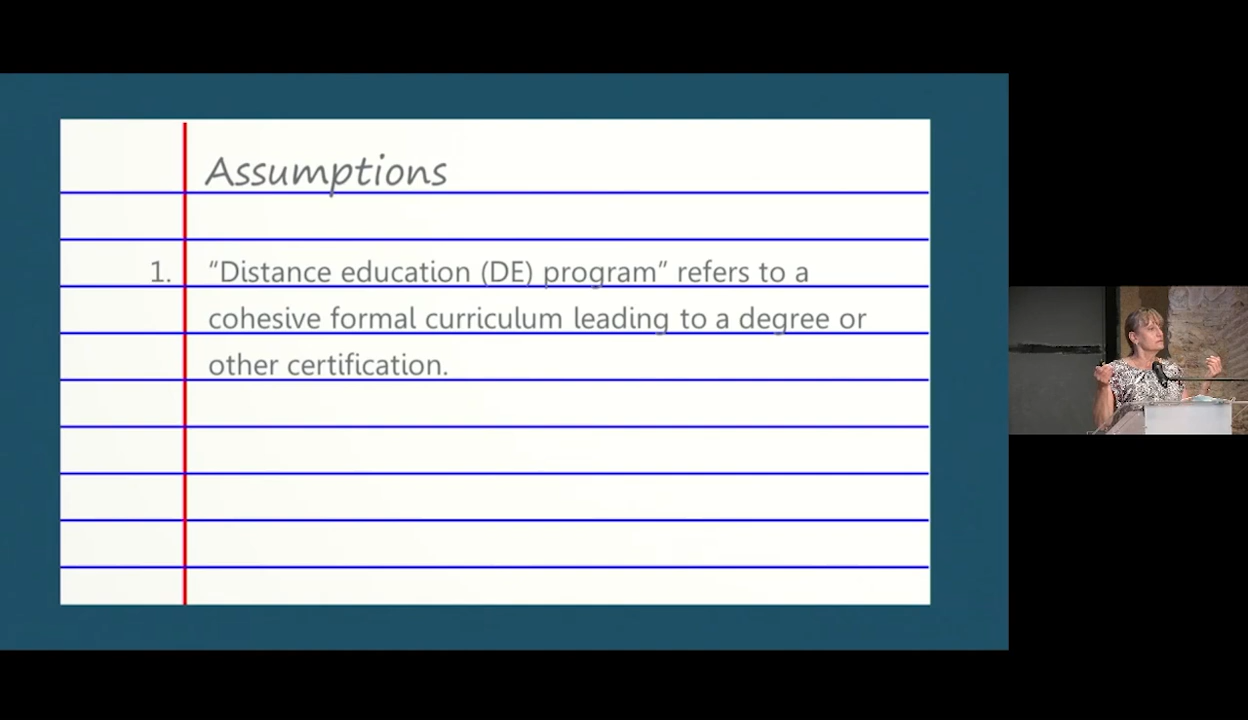 Assumptions
1. “Distance education (DE) program” refers to a
cohesive formal curriculum leading to a degree or
other certification.